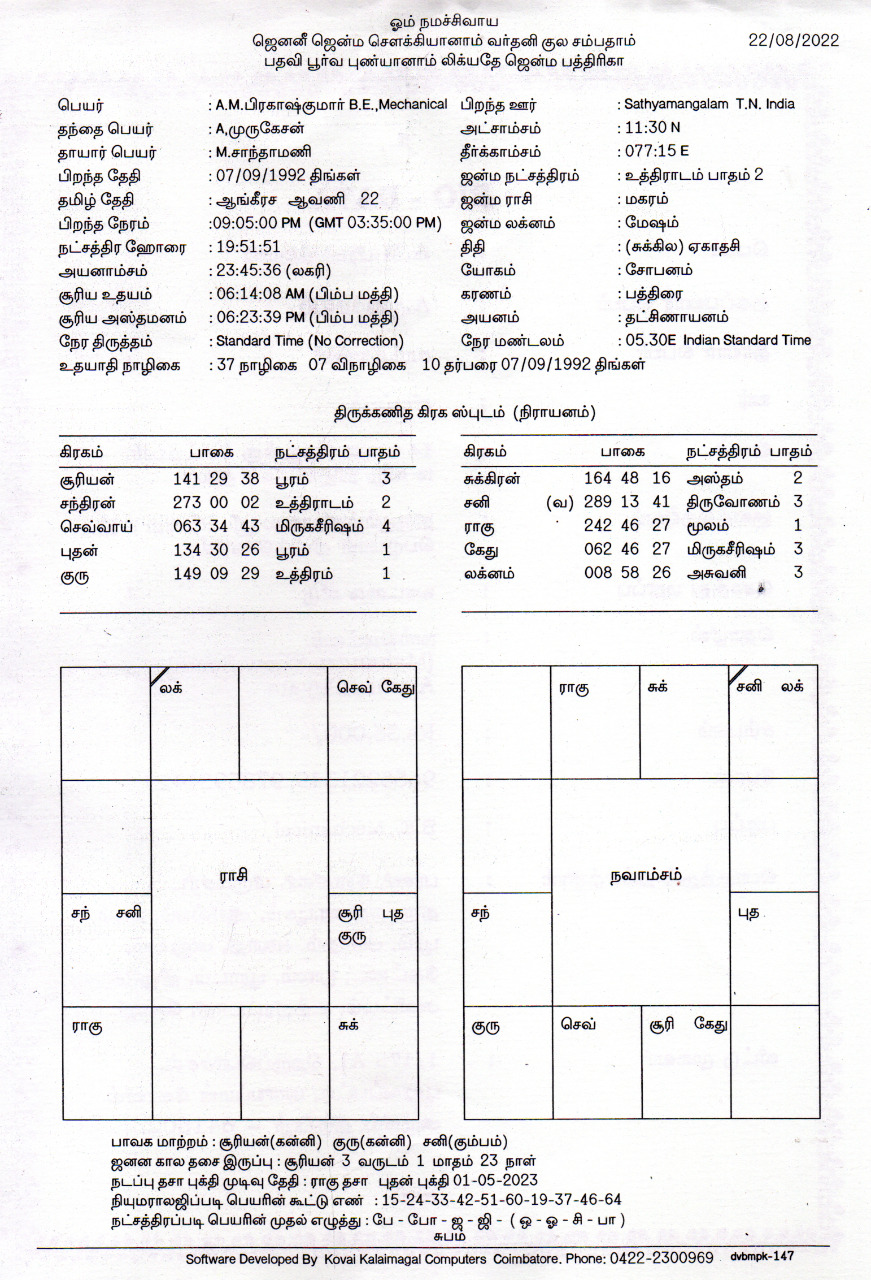 ஓம் நமச்சிவாய
ஜெனனீ ஜென்ம சௌக்கியானாம் வர்தனி குல சம்பதாம்
22/08/2022
பதவி பூர்வ புண்யானாம் லிக்யதே ஜென்ம பத்திரிகா
பெயர் : A.M.பிரகாஷ்குமார் B.E.,Mechanical பிறந்த ஊர் : Sathyamangalam T.N. India
தந்தை பெயர் : A,முருகேசன் அட்சாம்சம் : 11:30 N
தாயார் பெயர் : M.சாந்தாமணி தீர்க்காம்சம் : 077:15 E
பிறந்த தேதி : 07/09/1992 திங்கள் ஜன்ம நட்சத்திரம் : உத்திராடம் பாதம் 2
தமிழ் தேதி : ஆங்கீரச ஆவணி 22 ஜன்ம ராசி : மகரம்
பிறந்த நேரம் :09:05:00 PM (GMT 03:35:00 PM) ஜன்ம லக்னம் : மேஷம்
நட்சத்திர ஹோரை : 19:51:51 திதி : (சுக்கில) ஏகாதசி
அயனாம்சம் : 23:45:36 (லகரி) யோகம் : சோபனம்
சூரிய உதயம் : 06:14:08 AM (பிம்ப மத்தி) கரணம் : பத்திரை
சூரிய அஸ்தமனம் : 06:23:39 PM (பிம்ப மத்தி) அயனம் : தட்சிணாயனம்
நேர திருத்தம் : Standard Time (No Correction) நேர மண்டலம் : 05.30E Indian Standard Time
உதயாதி நாழிகை : 37 நாழிகை 07 விநாழிகை 10 தர்பரை 07/09/1992 திங்கள்
திருக்கணித கிரக ஸ்புடம் (நிராயனம்)
கிரகம் பாகை நட்சத்திரம் பாதம்
சூரியன் 141 29 38 பூரம் 3
சந்திரன் 273 00 02 உத்திராடம் 2
செவ்வாய் 063 34 43 மிருகசீரிஷம் 4
புதன் 134 30 26 பூரம் 1
குரு 149 09 29 உத்திரம் 1
கிரகம் பாகை நட்சத்திரம் பாதம்
சுக்கிரன் 164 48 16 அஸ்தம் 2
சனி (வ) 289 13 41 திருவோணம் 3
ராகு 242 46 27 மூலம் 1
கேது 062 46 27 மிருகசீரிஷம் 3
லக்னம் 008 58 26 அசுவனி 3
லக் செவ் கேது
ராசி
சந் சனி சூரி புத
குரு
ராகு சுக்
ராகு சுக் சனி லக்
நவாம்சம்
சந் புத
குரு செவ் சூரி கேது
பாவக மாற்றம் : சூரியன்(கன்னி) குரு(கன்னி) சனி(கும்பம்)
ஜனன கால தசை இருப்பு : சூரியன் 3 வருடம் 1 மாதம் 23 நாள்
நடப்பு தசா புக்தி முடிவு தேதி : ராகு தசா புதன் புக்தி 01-05-2023
நியுமராலஜிப்படி பெயரின் கூட்டு எண் : 15-24-33-42-51-60-19-37-46-64
நட்சத்திரப்படி பெயரின் முதல் எழுத்து : பே - போ - ஜ - ஜி - ( ஒ - ஓ - சி - பா )
சுபம்
Software Developed By Kovai Kalaimagal Computers Coimbatore. Phone: 0422-2300969 dvbmpk-147